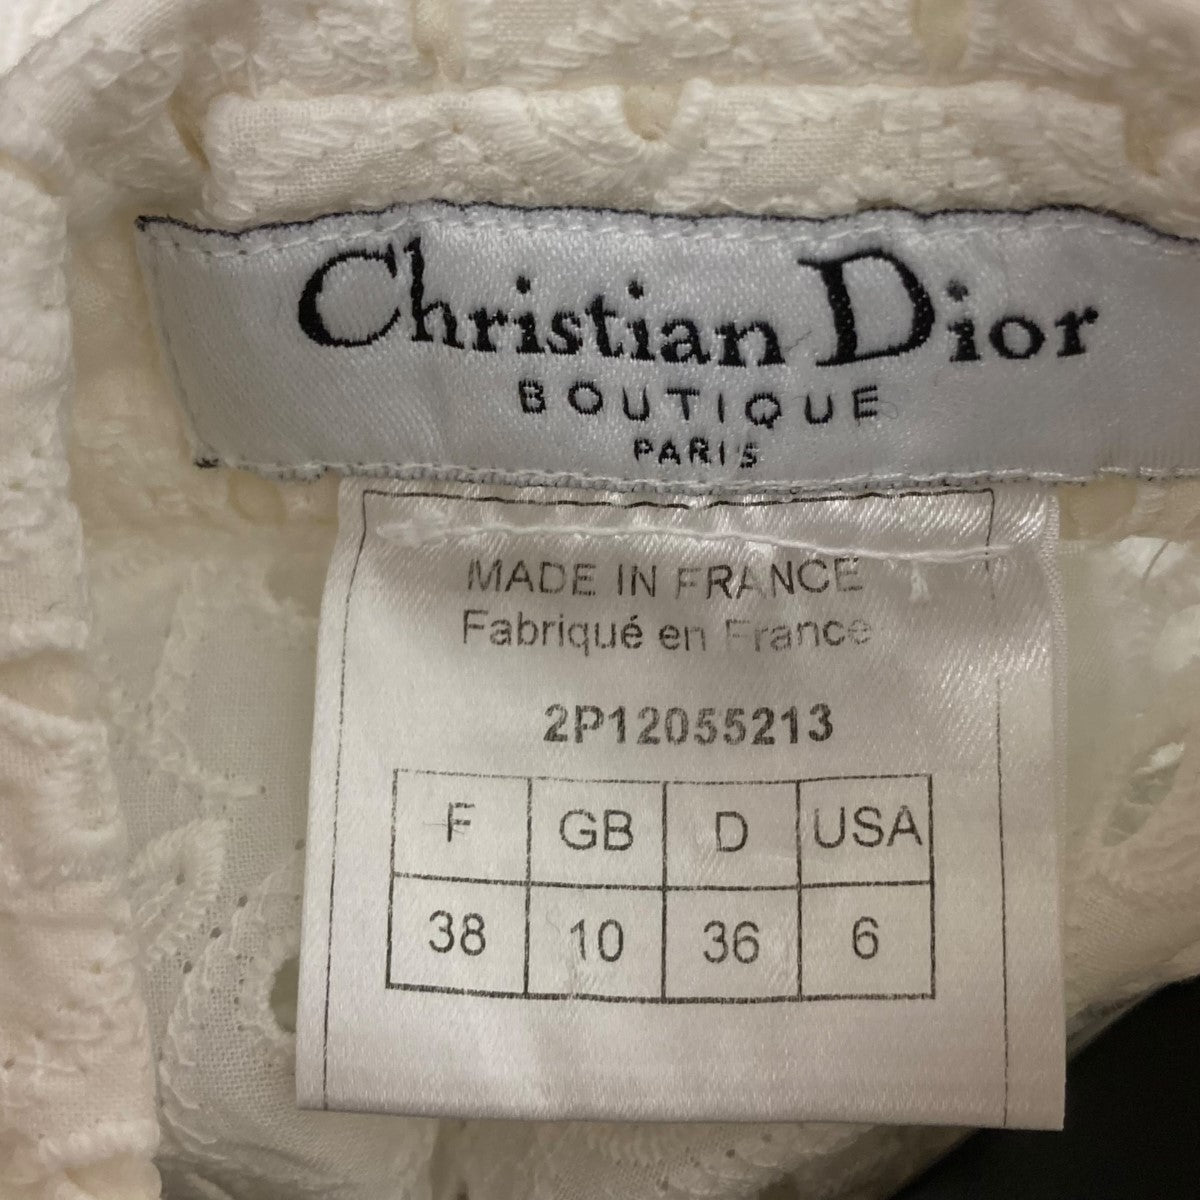 Christian Dior
BOUTIQUE
PARIS
MADE IN FRANCE
Fabriqué en France
2P12055213
F GB D USA
38 10 36 6